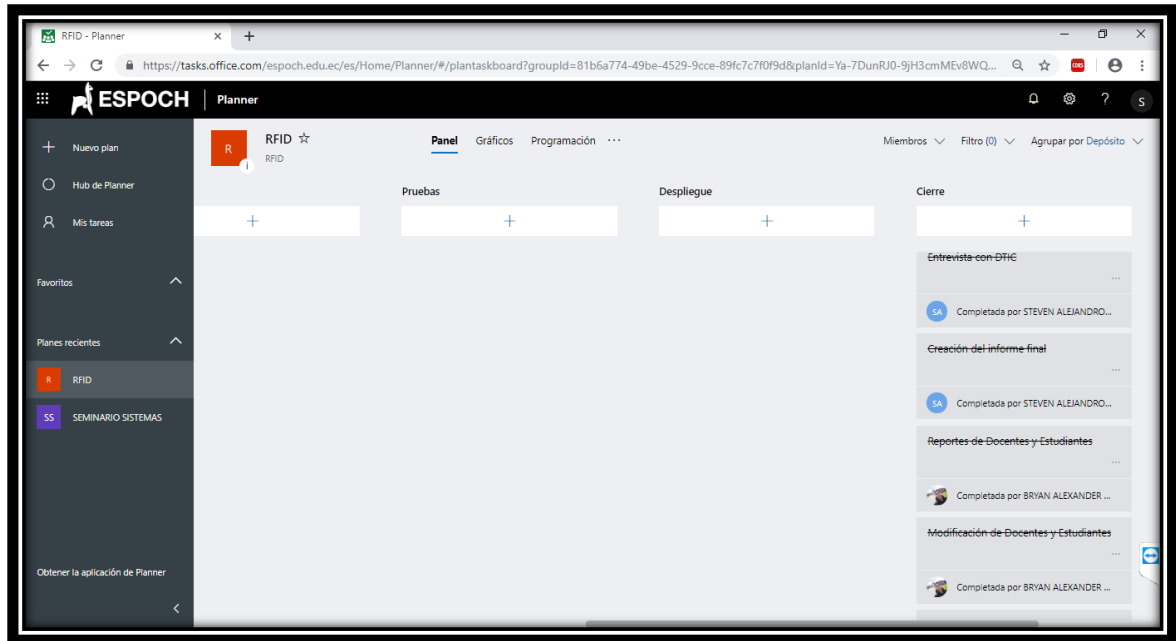 RFID - Planner
https://tasks.office.com/espoch.edu.ec/es/Home/Planner/#/plantaskboard?groupId=81b6a774-49be-4529-9cce-89fc7c7f0f9d&planId=Ya-7DunRJ0-9jH3cmMEv8WQ...
ESPOCH Planner ? S
Nuevo plan
Hub de Planner
Mis tareas
Favoritos
Planes recientes
R RFID
SS SEMINARIO SISTEMAS
Obtener la aplicación de Planner
R RFID
RFID
Panel Gráficos Programación ...
Miembros Filtro (0) Agrupar por Depósito
Pruebas Despliegue Cierre
Entrevista con DTIC
...
SA Completada por STEVEN ALEJANDRO...
Creación del informe final
...
SA Completada por STEVEN ALEJANDRO...
Reportes de Docentes y Estudiantes
...
Completada por BRYAN ALEXANDER ...
Modificación de Docentes y Estudiantes
...
Completada por BRYAN ALEXANDER ...